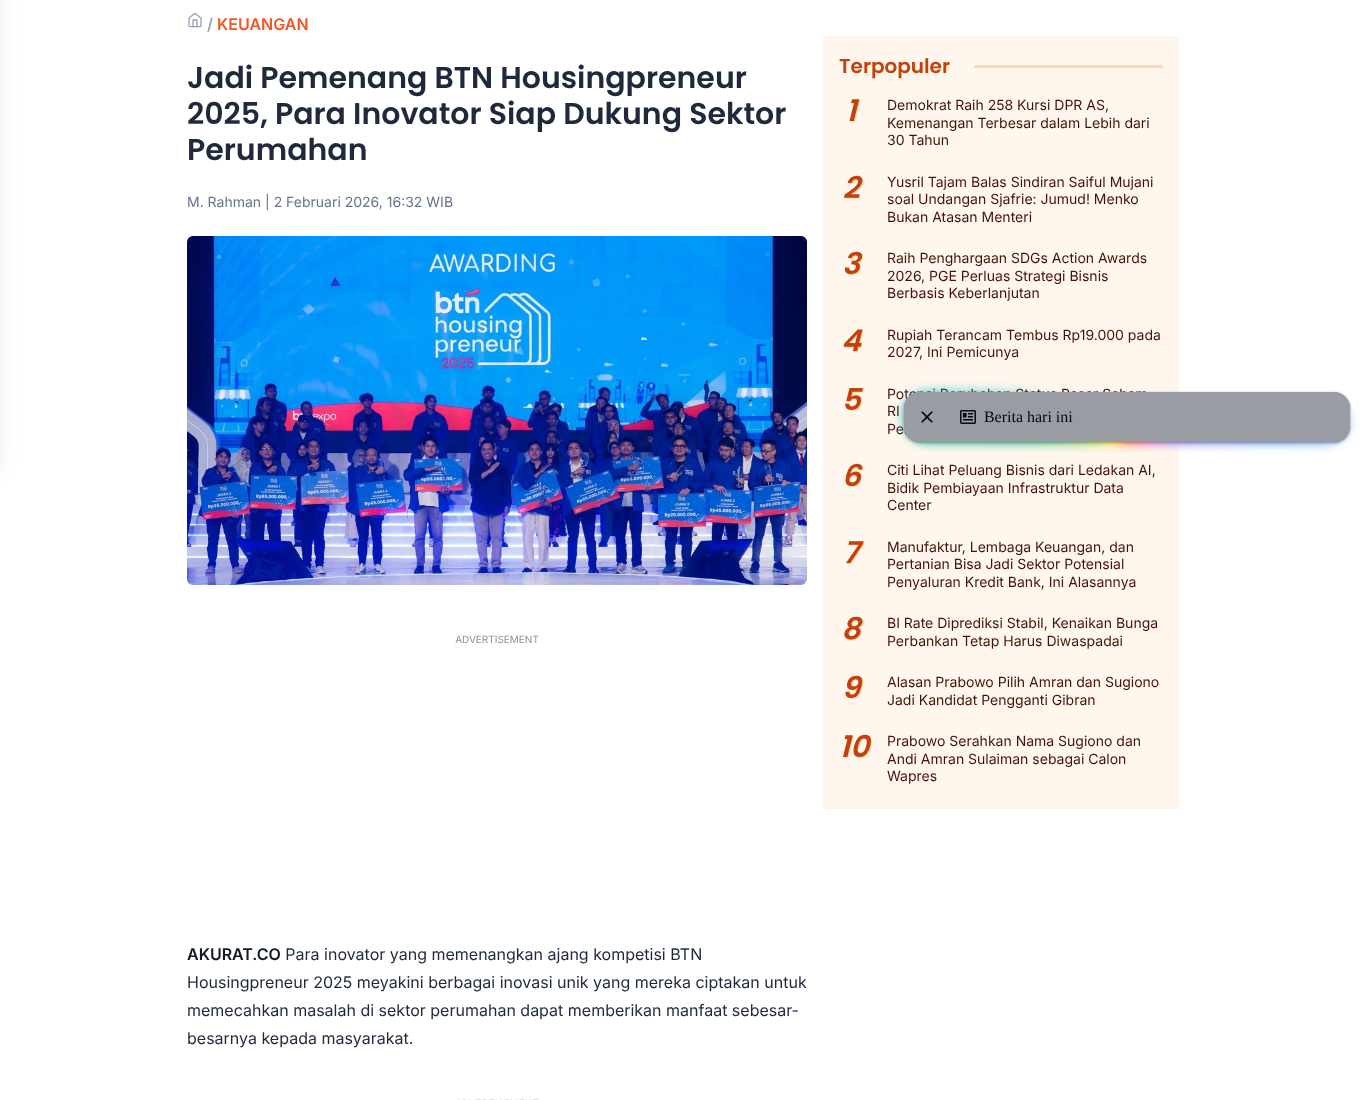 / KEUANGAN
Jadi Pemenang BTN Housingpreneur
2025, Para Inovator Siap Dukung Sektor
Perumahan
M. Rahman | 2 Februari 2026, 16:32 WIB
AWARDING
btn
housing
preneur
2025
ADVERTISEMENT
AKURAT.CO Para inovator yang memenangkan ajang kompetisi BTN
Housingpreneur 2025 meyakini berbagai inovasi unik yang mereka ciptakan untuk
memecahkan masalah di sektor perumahan dapat memberikan manfaat sebesar-
besarnya kepada masyarakat.
Terpopuler
1
Demokrat Raih 258 Kursi DPR AS,
Kemenangan Terbesar dalam Lebih dari
30 Tahun
2
Yusril Tajam Balas Sindiran Saiful Mujani
soal Undangan Sjafrie: Jumud! Menko
Bukan Atasan Menteri
3
Raih Penghargaan SDGs Action Awards
2026, PGE Perluas Strategi Bisnis
Berbasis Keberlanjutan
4
Rupiah Terancam Tembus Rp19.000 pada
2027, Ini Pemicunya
5
RI
Berita hari ini
6
Citi Lihat Peluang Bisnis dari Ledakan AI,
Bidik Pembiayaan Infrastruktur Data
Center
7
Manufaktur, Lembaga Keuangan, dan
Pertanian Bisa Jadi Sektor Potensial
Penyaluran Kredit Bank, Ini Alasannya
8
BI Rate Diprediksi Stabil, Kenaikan Bunga
Perbankan Tetap Harus Diwaspadai
9
Alasan Prabowo Pilih Amran dan Sugiono
Jadi Kandidat Pengganti Gibran
10
Prabowo Serahkan Nama Sugiono dan
Andi Amran Sulaiman sebagai Calon
Wapres